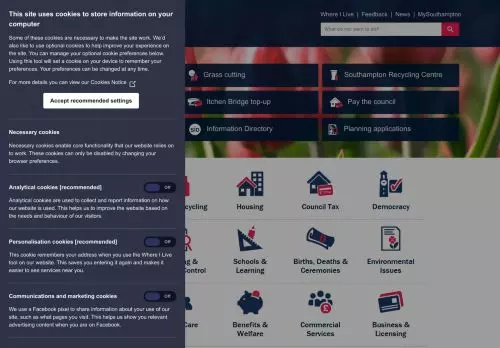 This site uses cookies to store information on your
computer
Some of these cookies are necessary to make the site work. We'd
also like to use optional cookies to help improve your experience on
the site. You can manage your optional cookie preferences below.
Using this tool will set a cookie on your device to remember your
preferences. Your preferences can be changed at any time.
For more details you can view our Cookies Notice
Accept recommended settings
Necessary cookies
Necessary cookies enable core functionality that our website relies on
to work. These cookies can only be disabled by changing your
browser preferences.
Analytical cookies [recommended]
Off
Analytical cookies are used to collect and report information on how
our website is used. This helps us to improve the website based on
the needs and behaviour of our visitors.
Personalisation cookies [recommended]
Off
This cookie remembers your address when you use the Where I Live
tool on our website. This saves you entering it again and makes it
easier to see services near you.
Communications and marketing cookies
Off
We use a Facebook pixel to share information about your use of our
site, such as what pages you visit. This helps us show you relevant
advertising content when you are on Facebook.
Where I Live | Feedback | News | MySouthampton
What do you want to do?
Grass cutting
Southampton Recycling Centre
Itchen Bridge top-up
Pay the council
SID
Information Directory
Planning applications
cycling
Housing
Council Tax
Democracy
g &
Control
Schools &
Learning
Births, Deaths &
Ceremonies
Environmental
Issues
Care
Benefits &
Welfare
Commercial
Services
Business &
Licensing